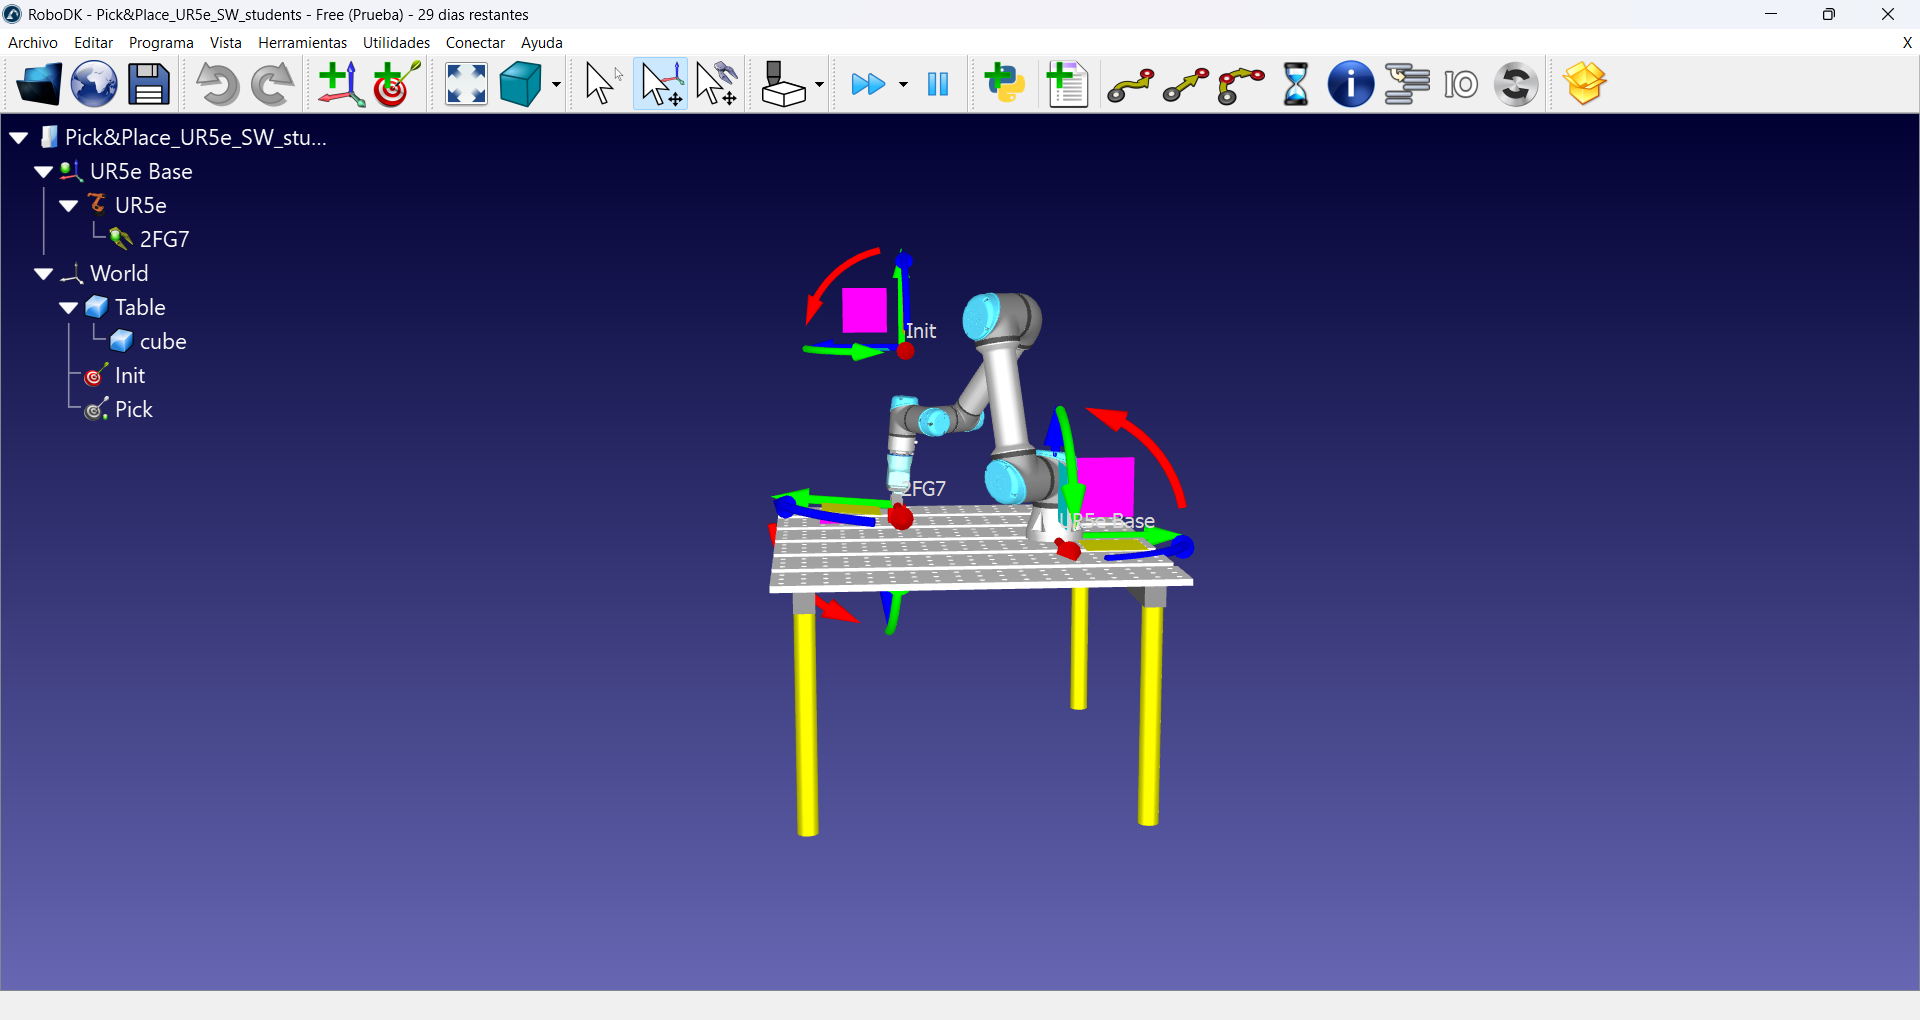 RoboDK - Pick&Place_UR5e_SW_students - Free (Prueba) - 29 dias restantes
Archivo Editar Programa Vista Herramientas Utilidades Conectar Ayuda X
IO
Pick&Place_UR5e_SW_stu...
UR5e Base
UR5e
2FG7
World
Table
cube
Init
Pick
Init
2FG7
UR5e Base